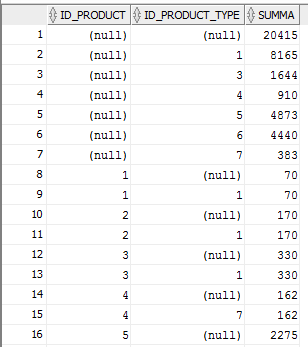 ID_PRODUCT ID_PRODUCT_TYPE SUMMA
1 (null) (null) 20415
2 (null) 1 8165
3 (null) 3 1644
4 (null) 4 910
5 (null) 5 4873
6 (null) 6 4440
7 (null) 7 383
8 1 (null) 70
9 1 1 70
10 2 (null) 170
11 2 1 170
12 3 (null) 330
13 3 1 330
14 4 (null) 162
15 4 7 162
16 5 (null) 2275